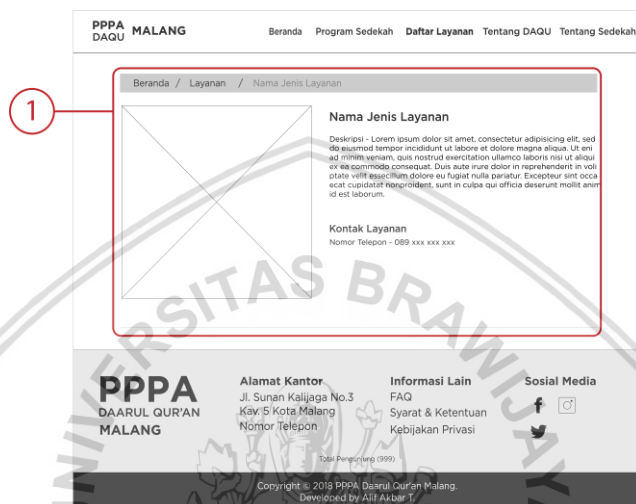 PPPA MALANG
DAQU
Beranda Program Sedekah Daftar Layanan Tentang DAQU Tentang Sedekah
1
Beranda / Layanan / Nama Jenis Layanan
Nama Jenis Layanan
Deskripsi - Lorem ipsum dolor sit amet, consectetur adipisicing elit, sed
do eiusmod tempor incididunt ut labore et dolore magna aliqua. Ut eni
ad minim veniam, quis nostrud exercitation ullamco laboris nisi ut aliqui
ex ea commodo consequat. Duis aute irure dolor in reprehenderit in voli
ptate velit essecillum dolore eu fugiat nulla pariatur. Excepteur sint occa
ecat cupidatat nonproident, sunt in culpa qui officia deserunt mollit anim
id est laborum.
Kontak Layanan
Nomor Telepon - 089 xxx xxx xxx
PPPA
DAARUL QUR'AN
MALANG
Alamat Kantor
Jl. Sunan Kalijaga No.3
Kav. 5 Kota Malang
Nomor Telepon
Informasi Lain
FAQ
Syarat & Ketentuan
Kebijakan Privasi
Sosial Media
Total Pengunjung (999)
Copyright © 2018 PPPA Daarul Qur'an Malang.
Developed by Alif Akbar T
UNIVERSITAS BRAWIJAYA